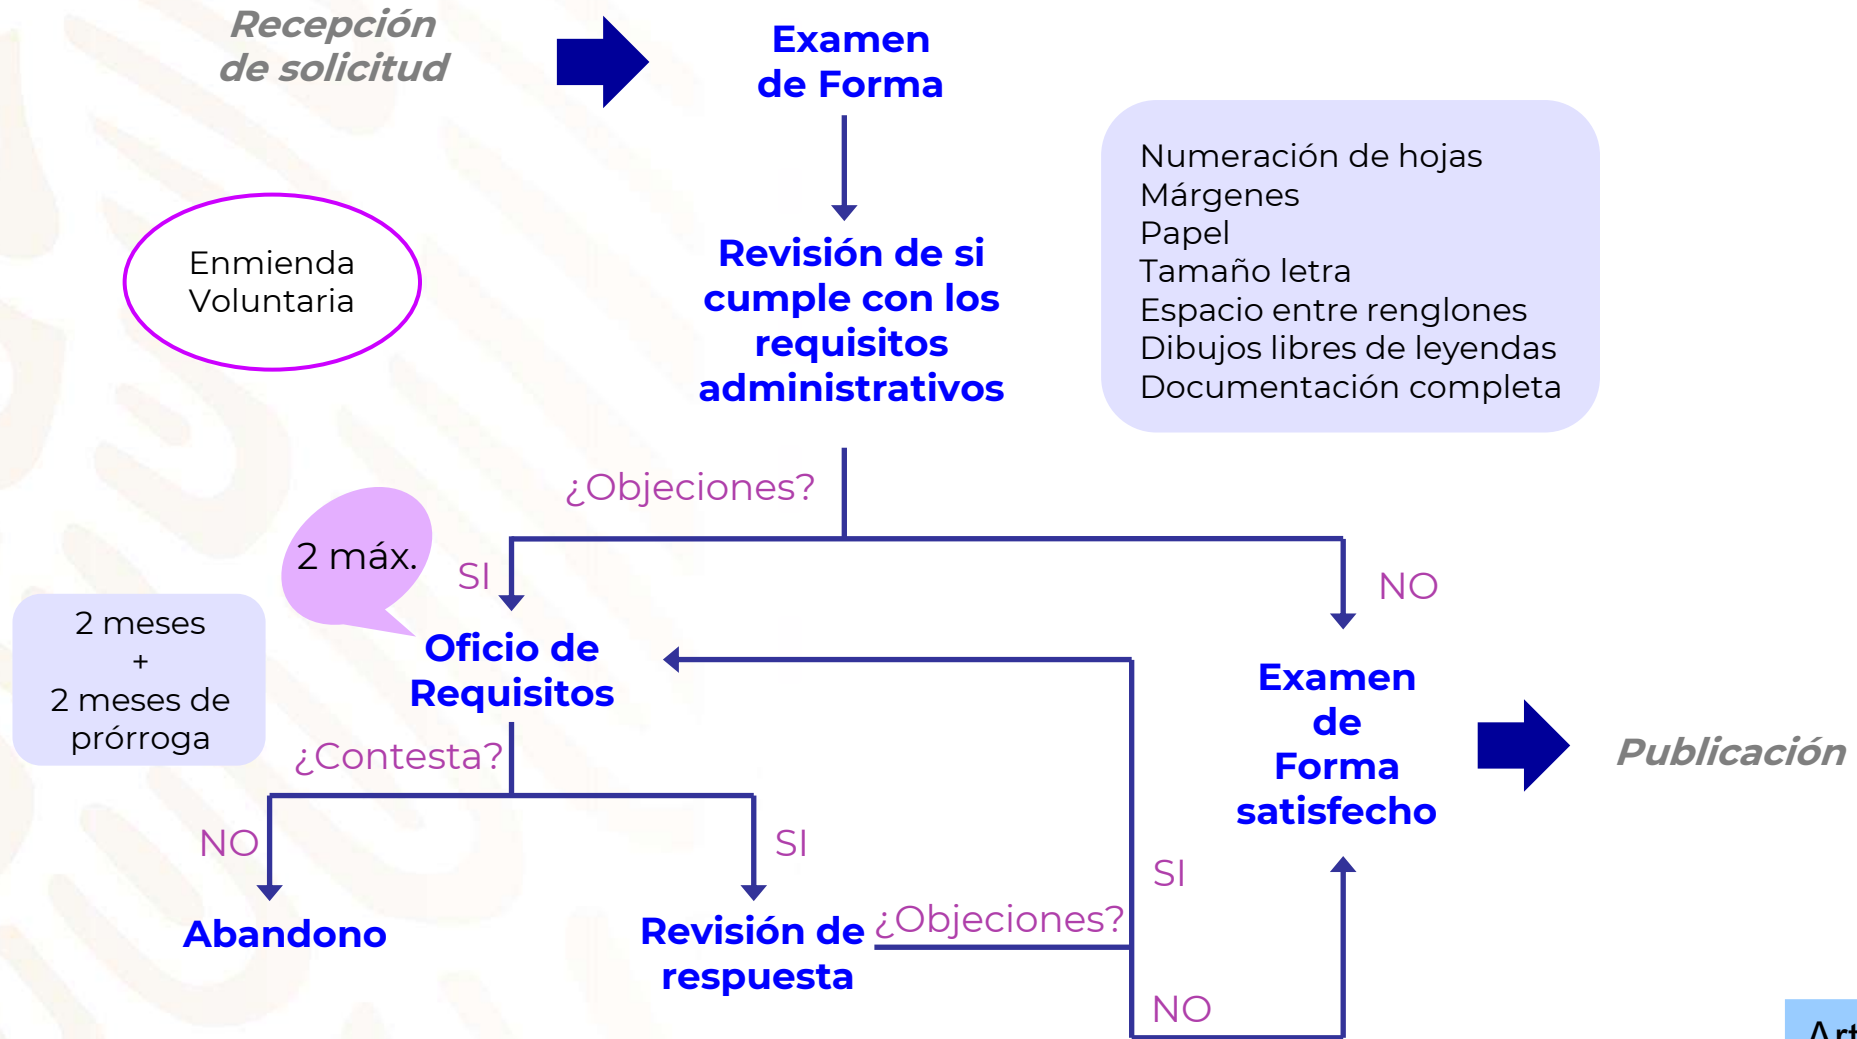 Recepción
de solicitud
Examen
de Forma
Numeración de hojas
Márgenes
Papel
Tamaño letra
Espacio entre renglones
Dibujos libres de leyendas
Documentación completa
Enmienda
Voluntaria
Revisión de si
cumple con los
requisitos
administrativos
¿Objeciones?
2 máx.
SI
NO
2 meses
+
2 meses de
prórroga
Oficio de
Requisitos
Examen
de
Forma
satisfecho
Publicación
¿Contesta?
NO
SI
SI
Abandono
Revisión de
respuesta
¿Objeciones?
NO